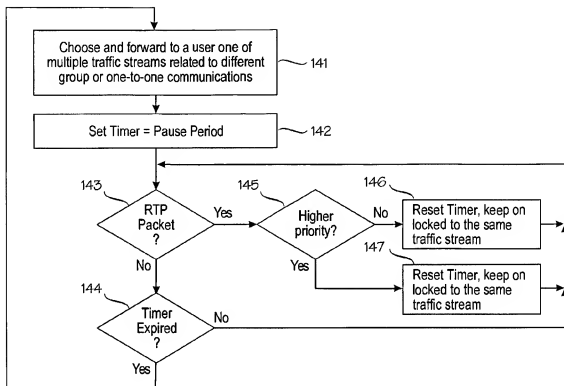 Choose and forward to a user one of
multiple traffic streams related to different
group or one-to-one communications
141
Set Timer = Pause Period
142
143
RTP
Packet
?
Yes
No
145
Higher
priority?
No
Yes
146
Reset Timer, keep on
locked to the same
traffic stream
147
Reset Timer, keep on
locked to the same
traffic stream
144
Timer
Expired
?
No
Yes